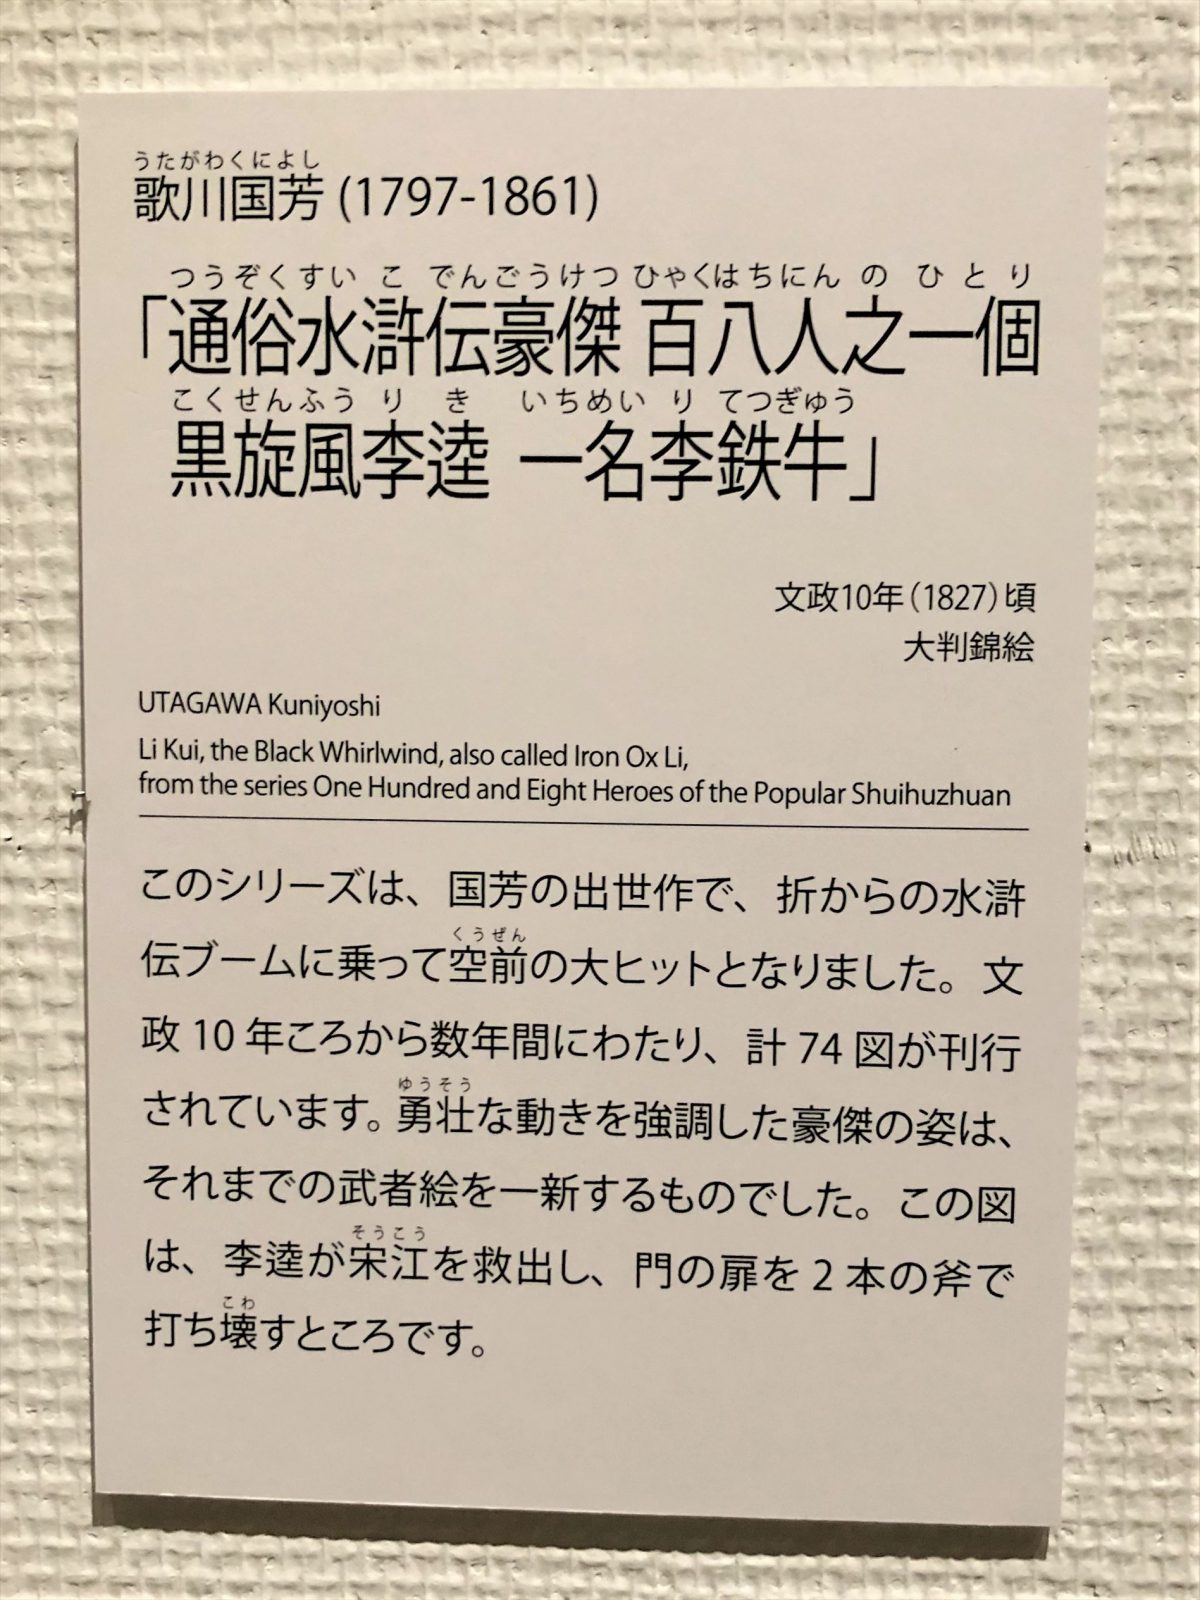 うたがわくによし
歌川国芳 (1797-1861)
つうぞくすい こ でんごうけつ ひゃくはちにん の ひとり
「通俗水滸伝豪傑 百八人之一個
こくせんふう り き いちめい り てつぎゅう
黒旋風李逵 一名李鉄牛」
文政10年(1827)頃
大判錦絵
UTAGAWA Kuniyoshi
Li Kui, the Black Whirlwind, also called Iron Ox Li,
from the series One Hundred and Eight Heroes of the Popular Shuihuzhuan
このシリーズは、国芳の出世作で、折からの水滸
くうぜん
伝ブームに乗って空前の大ヒットとなりました。文
政 10 年ころから数年間にわたり、計 74 図が刊行
ゆうそう
されています。勇壮な動きを強調した豪傑の姿は、
それまでの武者絵を一新するものでした。この図
そうこう
は、李逵が宋江を救出し、門の扉を 2 本の斧で
こわ
打ち壊すところです。